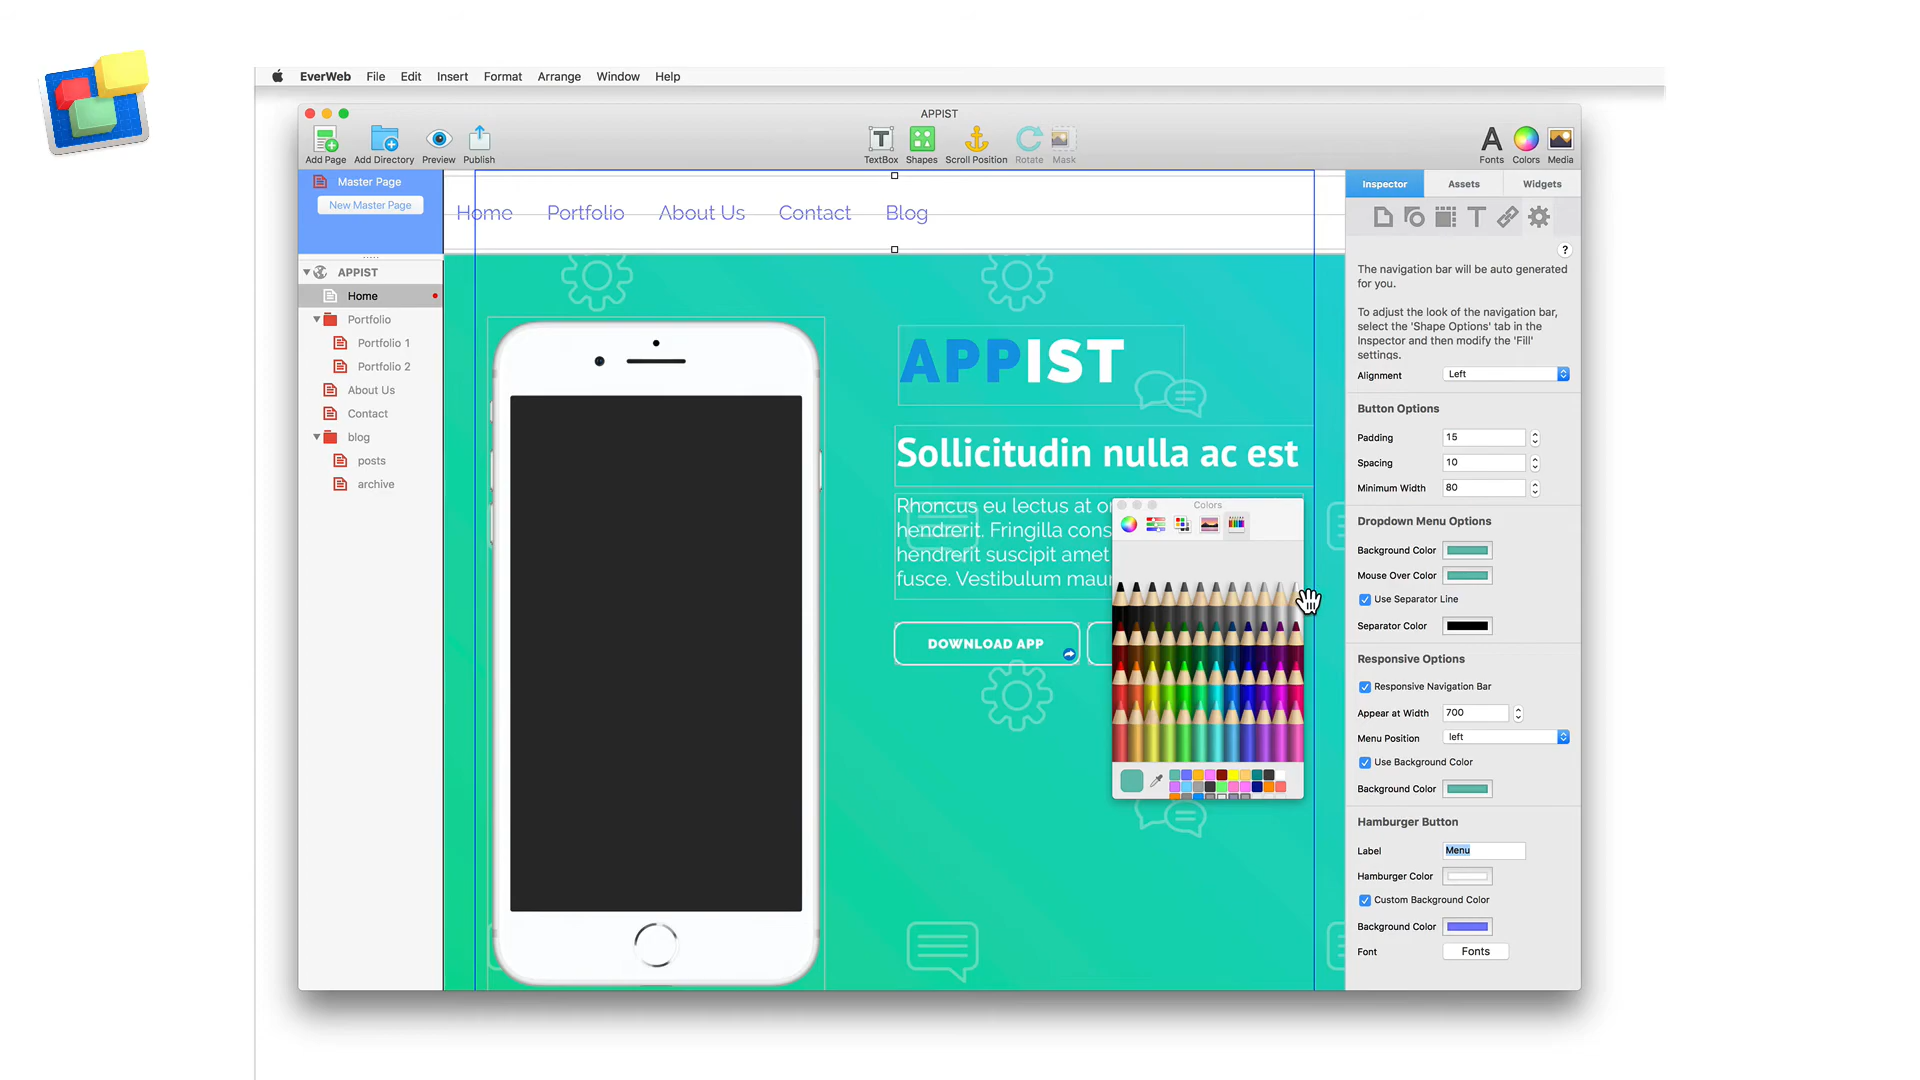 EverWeb File Edit Insert Format Arrange Window Help
APPIST
Add Page Add Directory Preview Publish
TextBox Shapes Scroll Position Rotate Mask
Fonts Colors Media
Master Page
New Master Page
Home Portfolio About Us Contact Blog
Inspector Assets Widgets
?
APPIST
Home
Portfolio
Portfolio 1
Portfolio 2
About Us
Contact
blog
posts
archive
APPIST
Sollicitudin nulla ac est
Rhoncus eu lectus at
hendrerit. Fringilla cons
hendrerit suscipit amet
fusce. Vestibulum mau
DOWNLOAD APP
Colors
The navigation bar will be auto generated
for you.
To adjust the look of the navigation bar,
select the 'Shape Options' tab in the
Inspector and then modify the 'Fill'
settings.
Alignment Left
Button Options
Padding 15
Spacing 10
Minimum Width 80
Dropdown Menu Options
Background Color
Mouse Over Color
Use Separator Line
Separator Color
Responsive Options
Responsive Navigation Bar
Appear at Width 700
Menu Position left
Use Background Color
Background Color
Hamburger Button
Label Menu
Hamburger Color
Custom Background Color
Background Color
Font Fonts